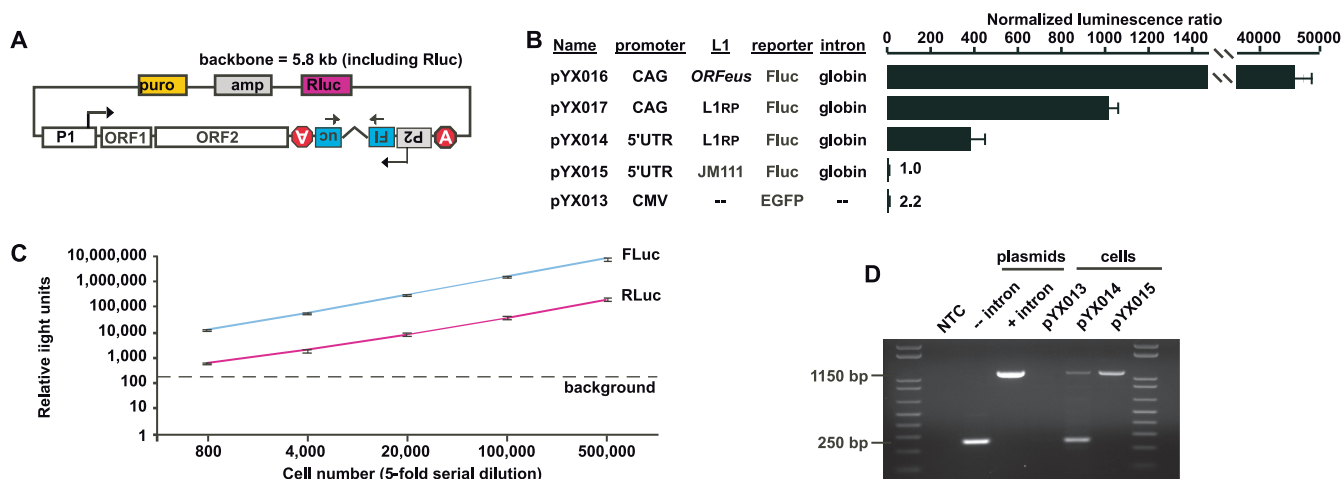 A
backbone = 5.8 kb (including Rluc)
puro
amp
Rluc
P1
ORF1
ORF2
A
uc
Fl
P2
A
B
Normalized luminescence ratio
Name promoter L1 reporter intron
0 200 400 600 800 1000 1200 1400 40000 50000
pYX016 CAG ORFeus Fluc globin
pYX017 CAG L1RP Fluc globin
pYX014 5'UTR L1RP Fluc globin
pYX015 5'UTR JM111 Fluc globin 1.0
pYX013 CMV -- EGFP -- 2.2
C
Relative light units
10,000,000
1,000,000
100,000
10,000
1,000
100
10
1
FLuc
RLuc
background
800 4,000 20,000 100,000 500,000
Cell number (5-fold serial dilution)
D
plasmids cells
NTC
-- intron
+ intron
pYX013
pYX014
pYX015
1150 bp
250 bp